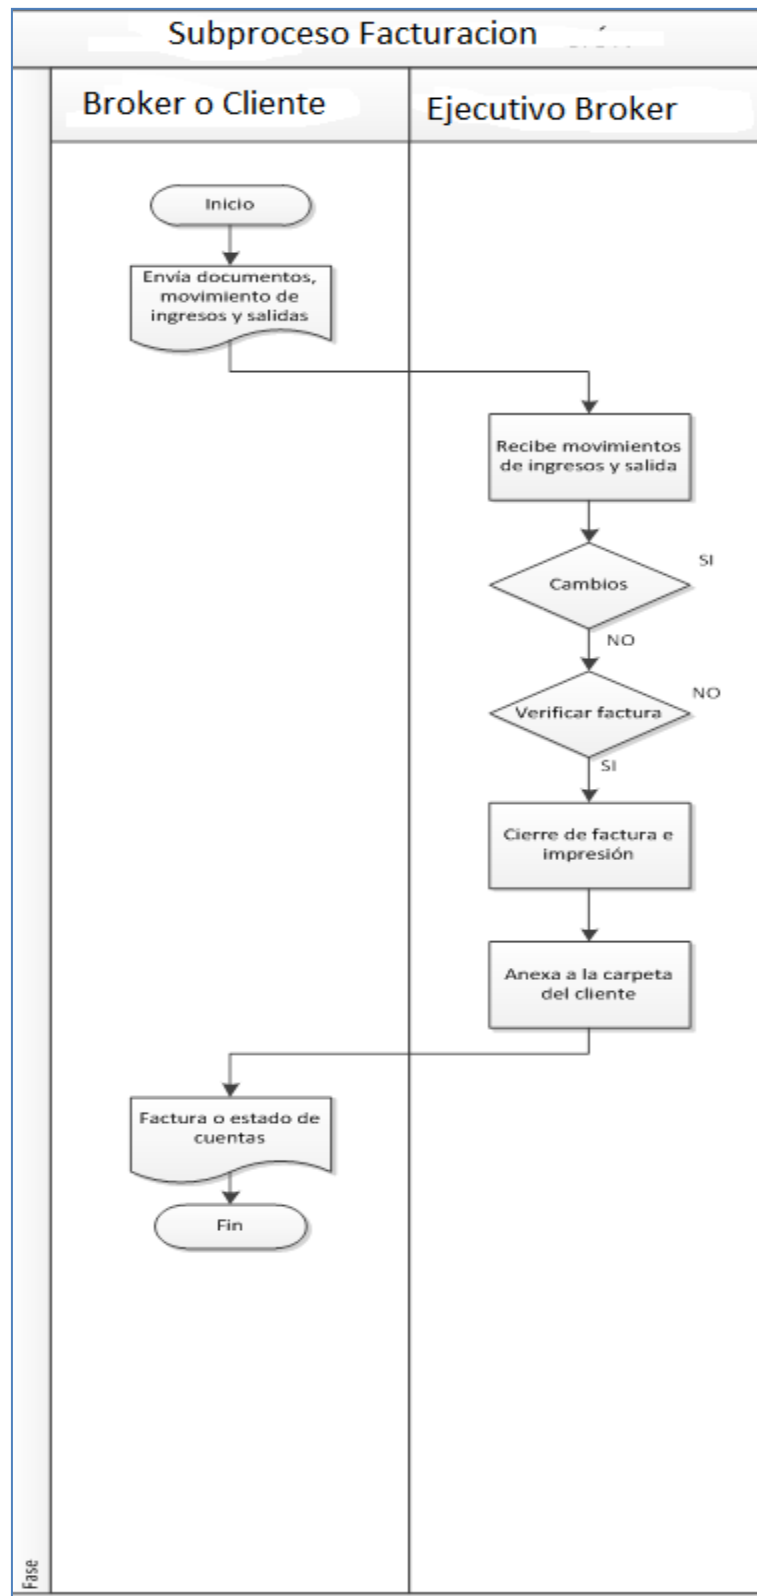 Subproceso Facturacion
Broker o Cliente
Ejecutivo Broker
Inicio
Envía documentos,
movimiento de
ingresos y salidas
Recibe movimientos
de ingresos y salida
Cambios
SI
NO
Verificar factura
NO
SI
Cierre de factura e
impresión
Anexa a la carpeta
del cliente
Factura o estado de
cuentas
Fin
Fase